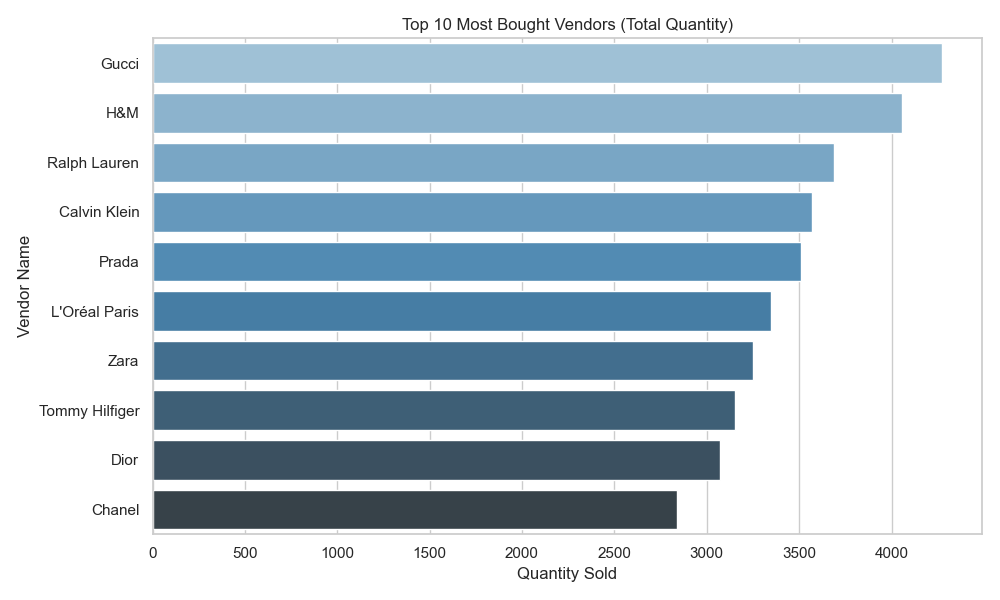 Top 10 Most Bought Vendors (Total Quantity)
Vendor Name
Gucci
H&M
Ralph Lauren
Calvin Klein
Prada
L'Oréal Paris
Zara
Tommy Hilfiger
Dior
Chanel
0 500 1000 1500 2000 2500 3000 3500 4000
Quantity Sold